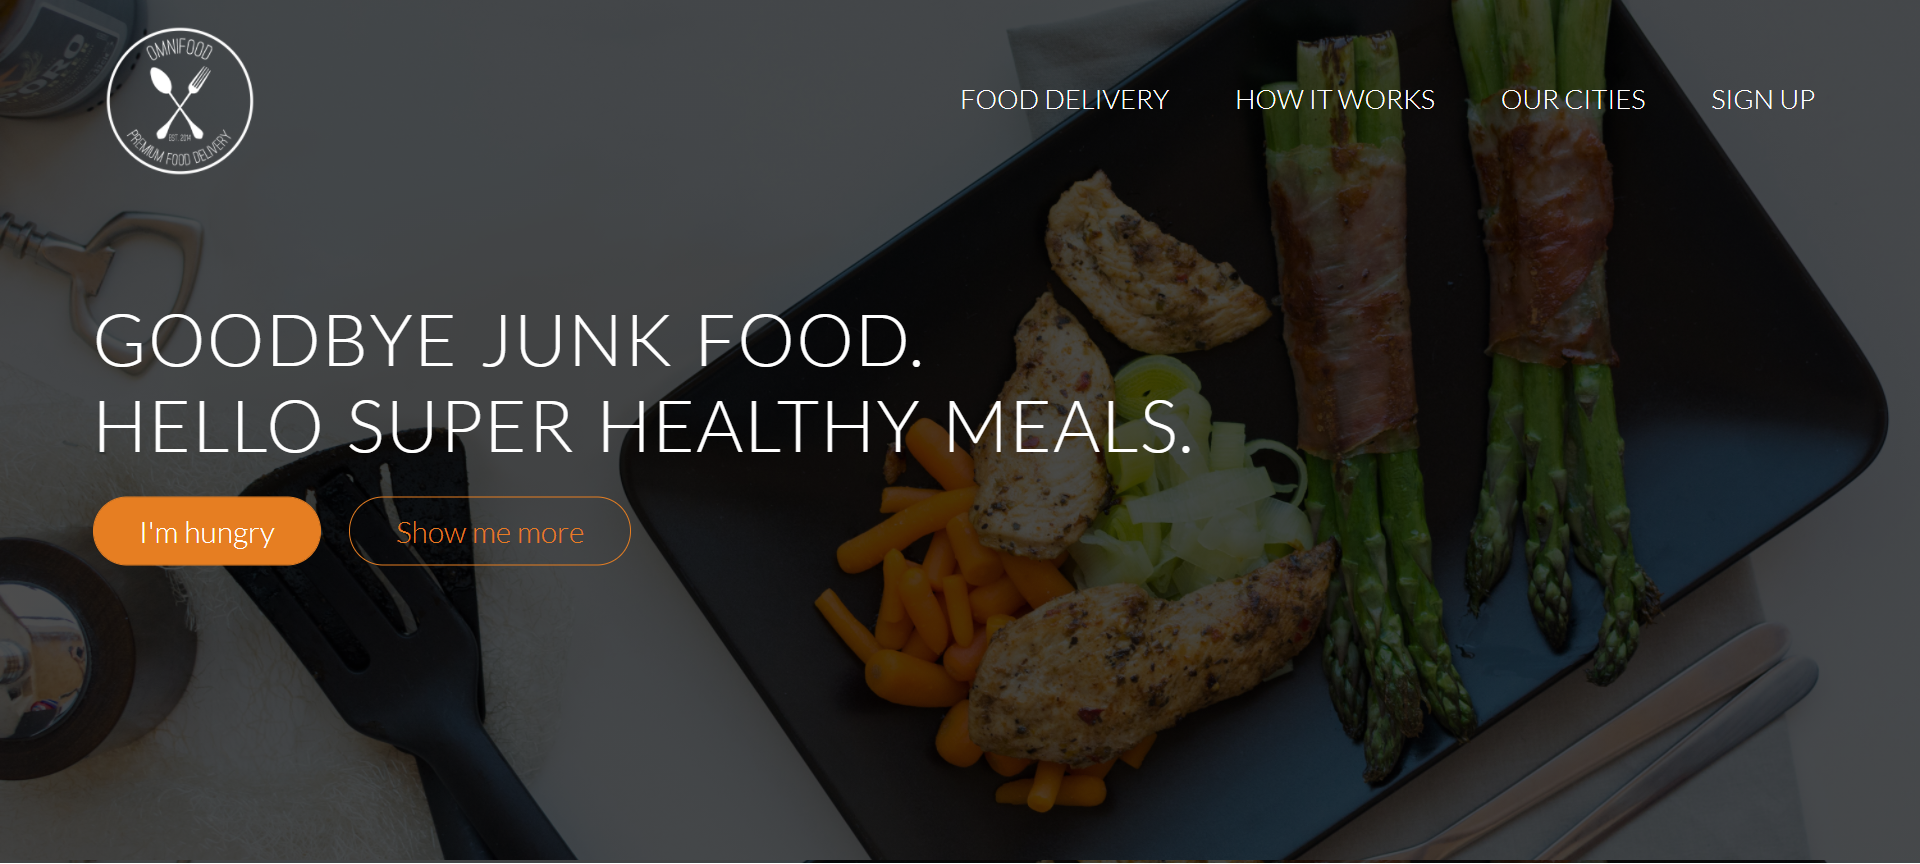 OMNIFOOD
EST. 2014
PREMIUM FOOD DELIVERY
FOOD DELIVERY
HOW IT WORKS
OUR CITIES
SIGN UP
GOODBYE JUNK FOOD.
HELLO SUPER HEALTHY MEALS.
I'm hungry
Show me more